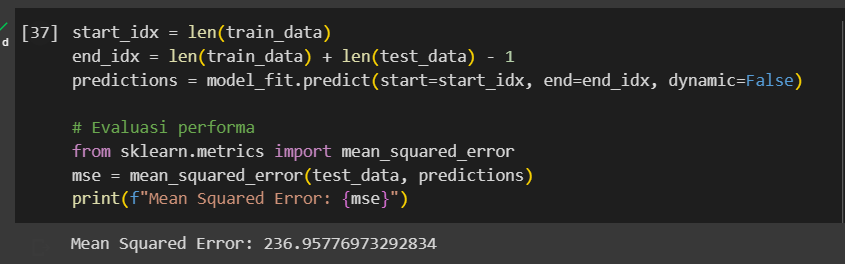 [37] start_idx = len(train_data)
d
end_idx = len(train_data) + len(test_data) - 1
predictions = model_fit.predict(start=start_idx, end=end_idx, dynamic=False)
# Evaluasi performa
from sklearn.metrics import mean_squared_error
mse = mean_squared_error(test_data, predictions)
print(f"Mean Squared Error: {mse}")
Mean Squared Error: 236.95776973292834